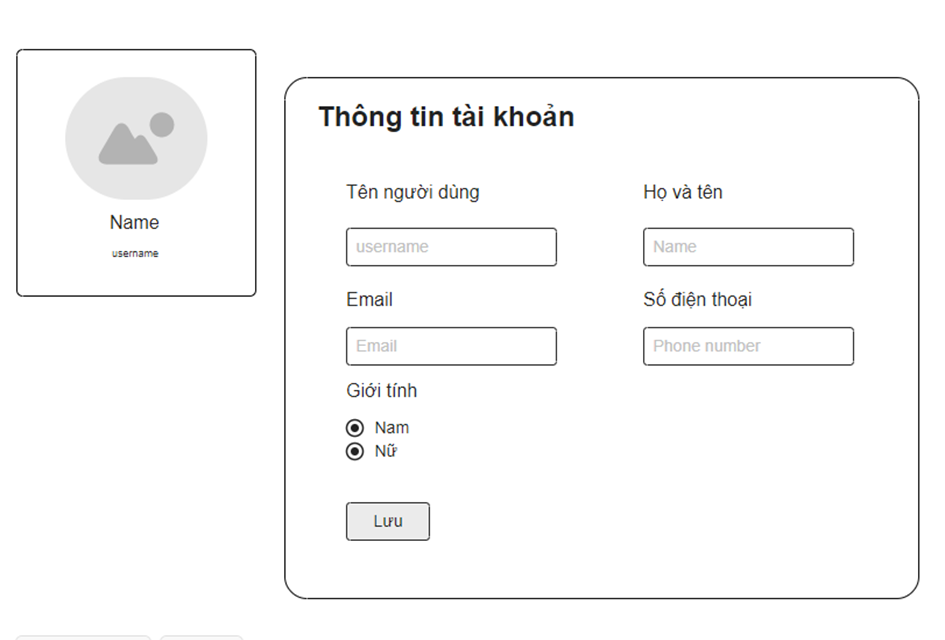 Name
username
Thông tin tài khoản
Tên người dùng
Họ và tên
username
Name
Email
Số điện thoại
Email
Phone number
Giới tính
Nam
Nữ
Lưu